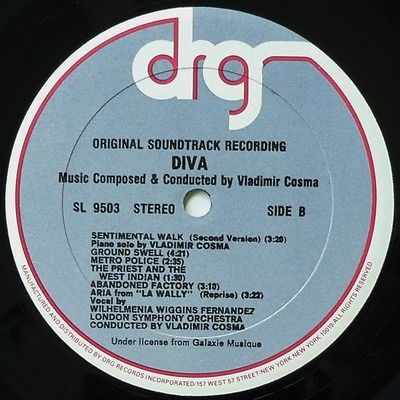 drg
ORIGINAL SOUNDTRACK RECORDING
DIVA
Music Composed & Conducted by Vladimir Cosma
SL 9503 STEREO SIDE B
SENTIMENTAL WALK (Second Version) (3:26)
Piano solo by VLADIMIR COSMA
GROUND SWELL (4:21)
METRO POLICE (2:35)
THE PRIEST AND THE
WEST INDIAN (1:30)
ABANDONED FACTORY (3:10)
ARIA from "LA WALLY" (Reprise) (3:22)
Vocal by
WILHELMENIA WIGGINS FERNANDEZ
LONDON SYMPHONY ORCHESTRA
CONDUCTED BY VLADIMIR COSMA
Under license from Galaxie Musique
MANUFACTURED AND DISTRIBUTED BY DRG RECORDS INCORPORATED/157 WEST 57 STREET/NEW YORK, NEW YORK 10019/ALL RIGHTS RESERVED